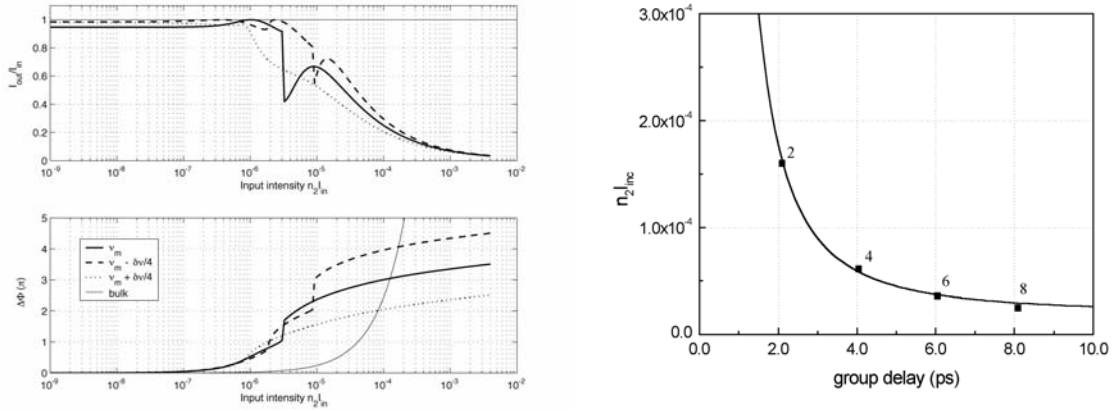 1
0.8
0.6
0.4
0.2
0
I_out/I_in
10^-9 10^-8 10^-7 10^-6 10^-5 10^-4 10^-3 10^-2
Input intensity n_2I_in
5
4
3
2
1
0
ΔΦ (π)
ν_m
ν_m - δν/4
ν_m + δν/4
bulk
10^-9 10^-8 10^-7 10^-6 10^-5 10^-4 10^-3 10^-2
Input intensity n_2I_in
3.0x10^-4
2.0x10^-4
1.0x10^-4
0.0
n_2I_inc
2
4
6
8
0.0 2.0 4.0 6.0 8.0 10.0
group delay (ps)